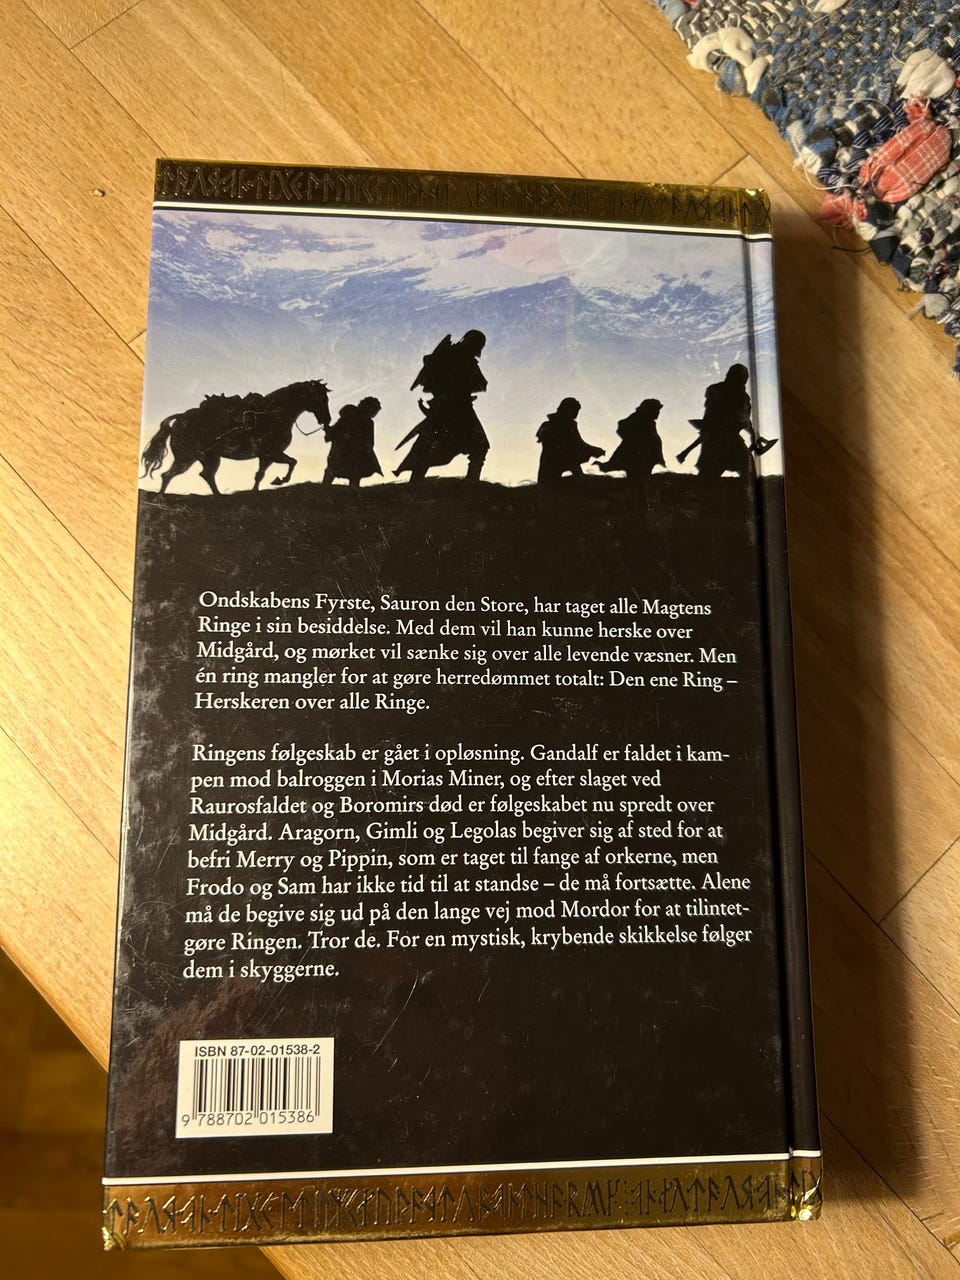 Ondskabens Fyrste, Sauron den Store, har taget alle Magtens
Ringe i sin besiddelse. Med dem vil han kunne herske over
Midgård, og mørket vil sænke sig over alle levende væsner. Men
én ring mangler for at gøre herredømmet totalt: Den ene Ring –
Herskeren over alle Ringe.
Ringens følgeskab er gået i opløsning. Gandalf er faldet i kam-
pen mod balroggen i Morias Miner, og efter slaget ved
Raurosfaldet og Boromirs død er følgeskabet nu spredt over
Midgård. Aragorn, Gimli og Legolas begiver sig af sted for at
befri Merry og Pippin, som er taget til fange af orkerne, men
Frodo og Sam har ikke tid til at standse – de må fortsætte. Alene
må de begive sig ud på den lange vej mod Mordor for at tilintet-
gøre Ringen. Tror de. For en mystisk, krybende skikkelse følger
dem i skyggerne.
ISBN 87-02-01538-2
9 788702 015386